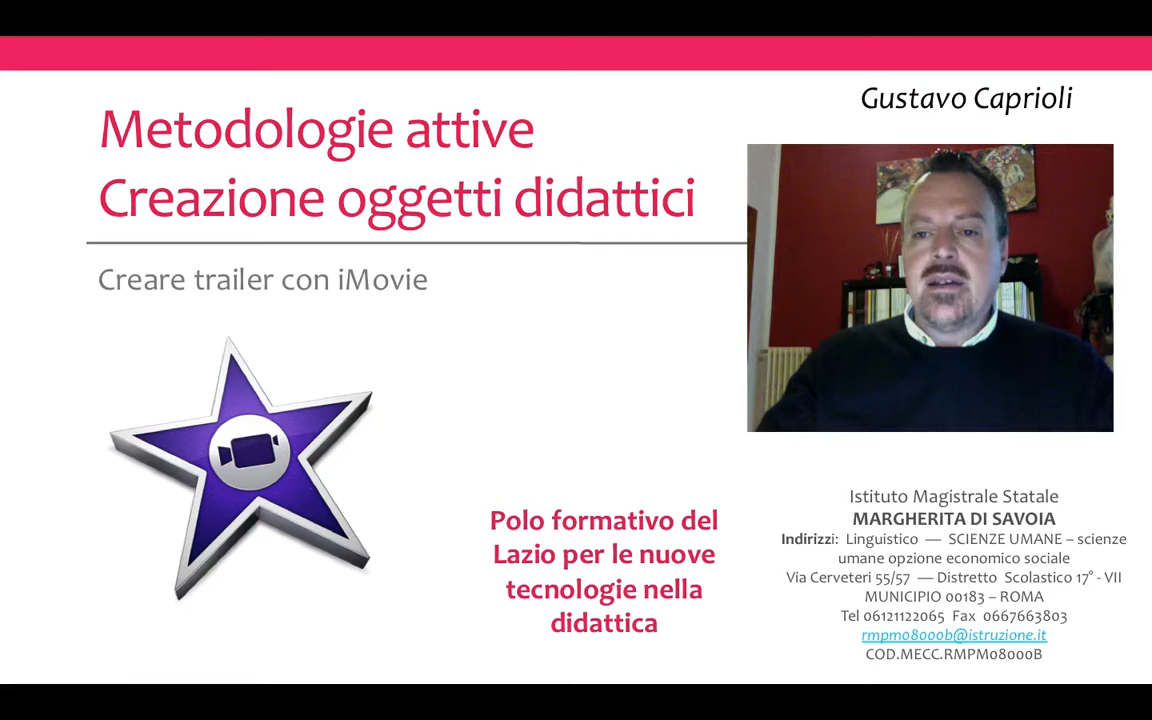 Gustavo Caprioli
Metodologie attive
Creazione oggetti didattici
Creare trailer con iMovie
Polo formativo del
Lazio per le nuove
tecnologie nella
didattica
Istituto Magistrale Statale
MARGHERITA DI SAVOIA
Indirizzi: Linguistico — SCIENZE UMANE – scienze
umane opzione economico sociale
Via Cerveteri 55/57 — Distretto Scolastico 17° - VII
MUNICIPIO 00183 – ROMA
Tel 06121122065 Fax 0667663803
rmpm08000b@istruzione.it
COD.MECC.RMPM08000B